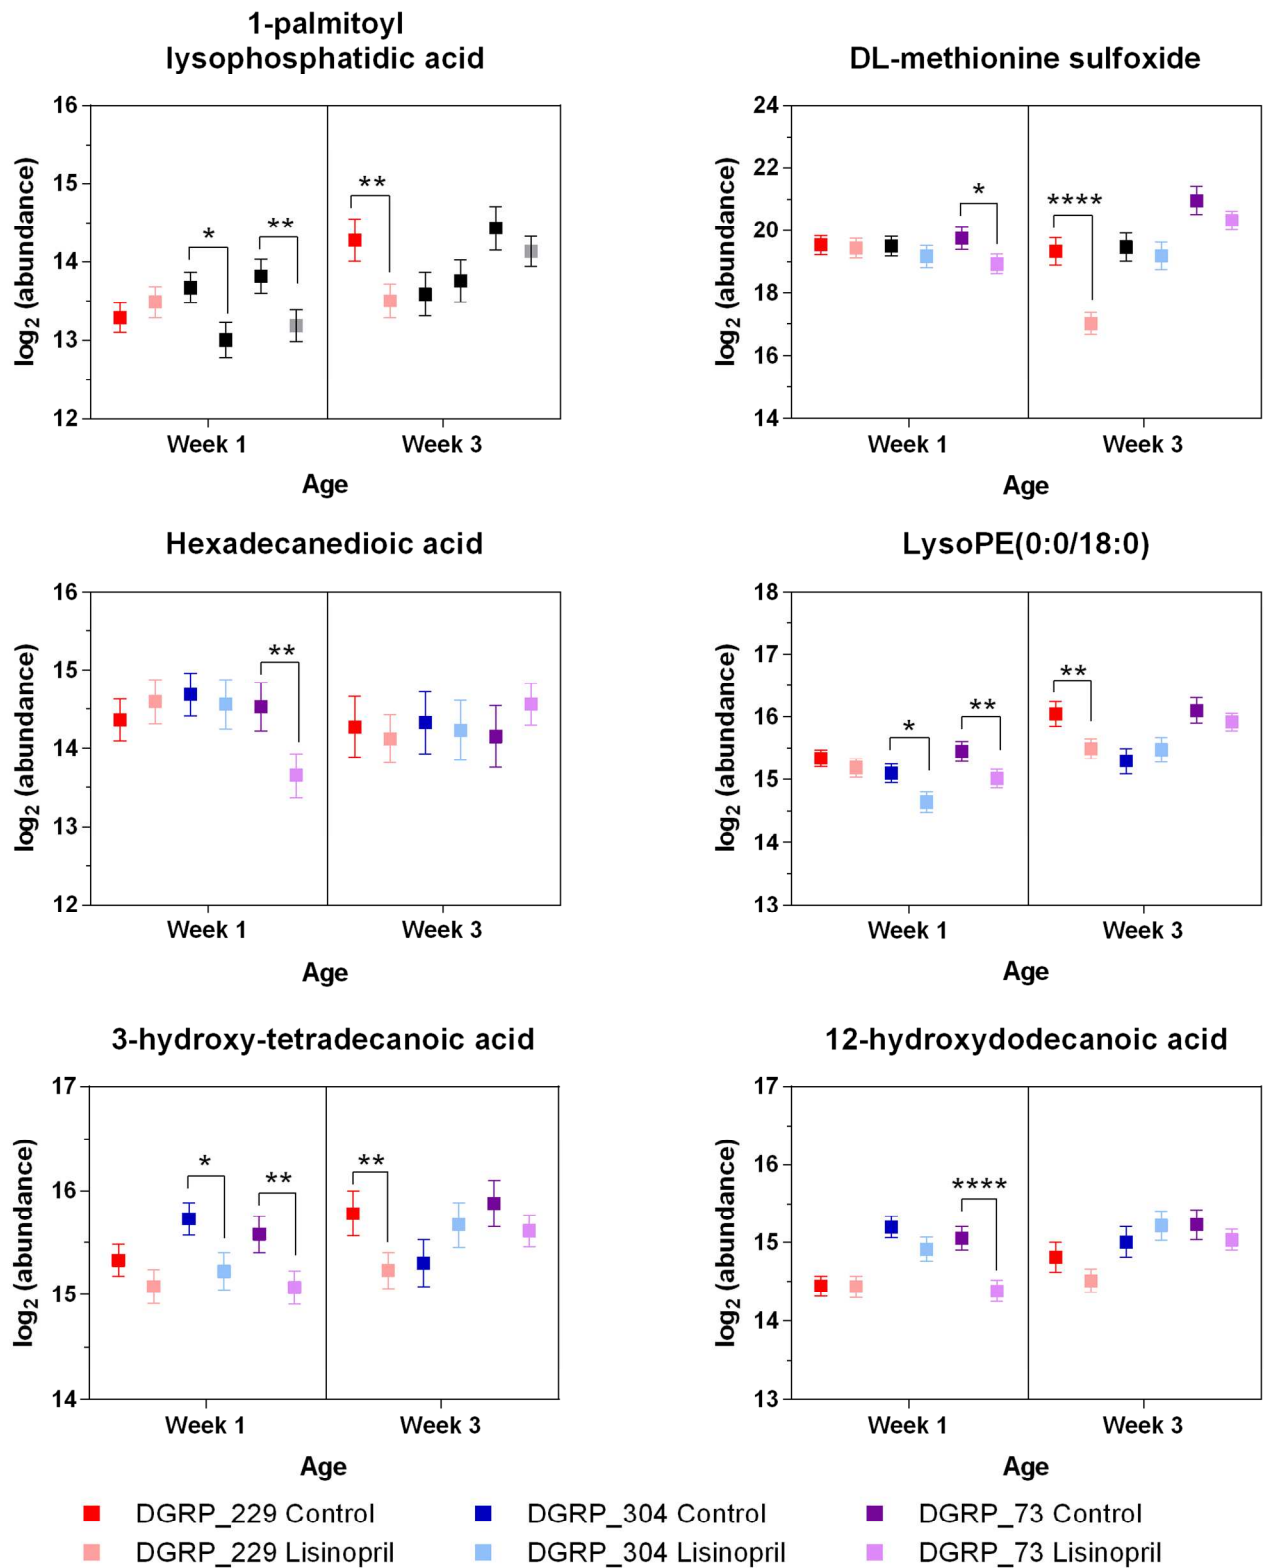 1-palmitoyl
lysophosphatidic acid
log2 (abundance)
16
15
14
13
12
*
**
**
Week 1
Week 3
Age
DL-methionine sulfoxide
log2 (abundance)
24
22
20
18
16
14
*
****
Week 1
Week 3
Age
Hexadecanedioic acid
log2 (abundance)
16
15
14
13
12
**
Week 1
Week 3
Age
LysoPE(0:0/18:0)
log2 (abundance)
18
17
16
15
14
13
*
**
**
Week 1
Week 3
Age
3-hydroxy-tetradecanoic acid
log2 (abundance)
17
16
15
14
*
**
**
Week 1
Week 3
Age
12-hydroxydodecanoic acid
log2 (abundance)
17
16
15
14
13
****
Week 1
Week 3
Age
DGRP_229 Control
DGRP_304 Control
DGRP_73 Control
DGRP_229 Lisinopril
DGRP_304 Lisinopril
DGRP_73 Lisinopril